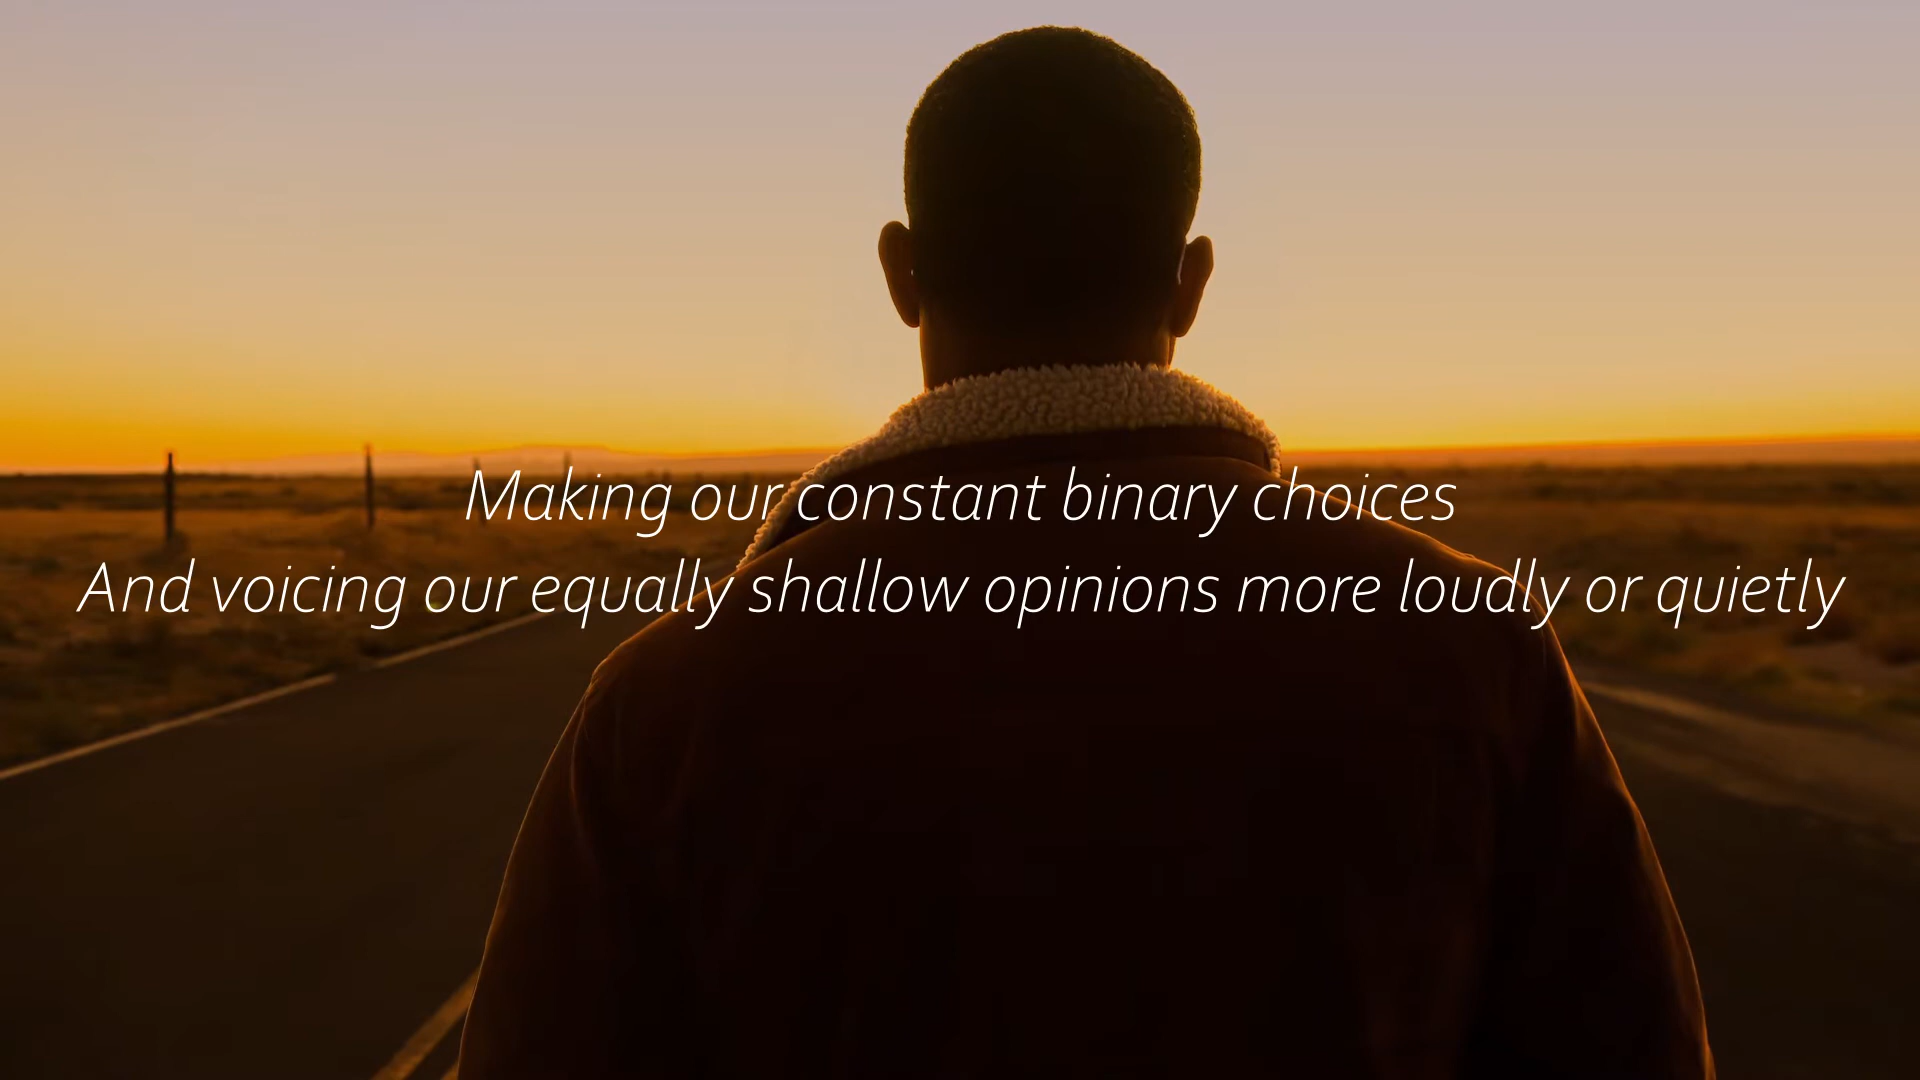 Making our constant binary choices
And voicing our equally shallow opinions more loudly or quietly